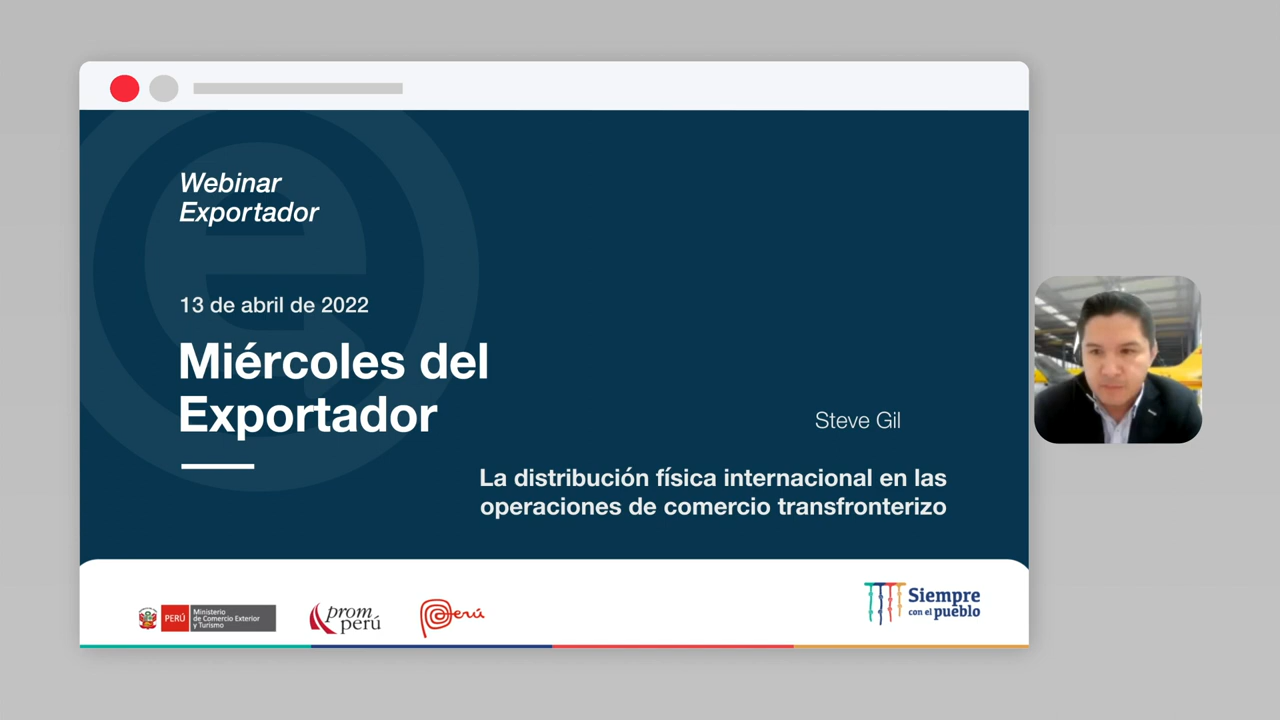 Webinar
Exportador
13 de abril de 2022
Miércoles del
Exportador
Steve Gil
La distribución física internacional en las
operaciones de comercio transfronterizo
PERÚ
Ministerio
de Comercio Exterior
y Turismo
prom
perú
Perú
Siempre
con el pueblo